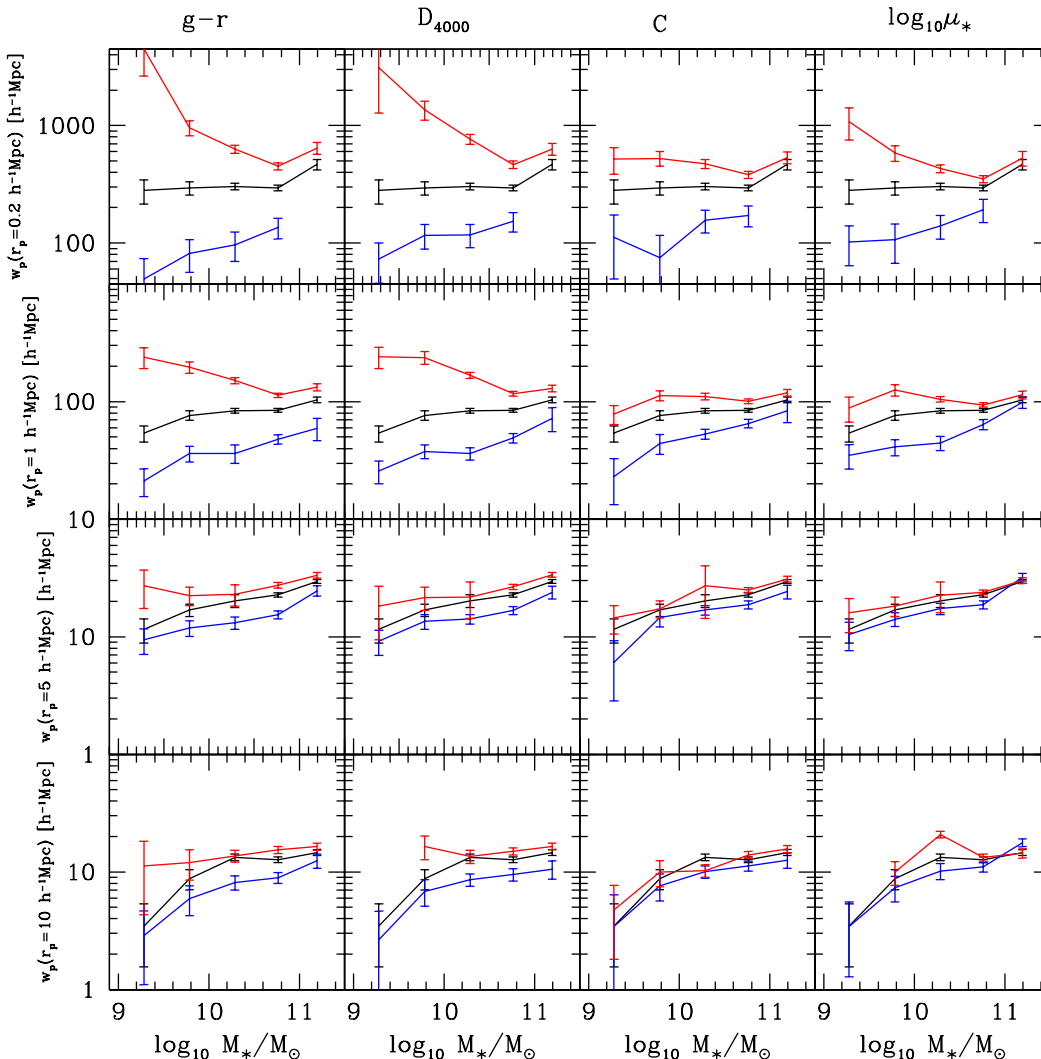 g−r D₄₀₀₀ C log₁₀μ*
wₚ(rₚ=0.2 h⁻¹Mpc) [h⁻¹Mpc]
1000
100
wₚ(rₚ=1 h⁻¹Mpc) [h⁻¹Mpc]
100
10
wₚ(rₚ=5 h⁻¹Mpc) [h⁻¹Mpc]
10
1
wₚ(rₚ=10 h⁻¹Mpc) [h⁻¹Mpc]
10
1
9 10 11 9 10 11 9 10 11 9 10 11
log₁₀ M*/M⊙ log₁₀ M*/M⊙ log₁₀ M*/M⊙ log₁₀ M*/M⊙